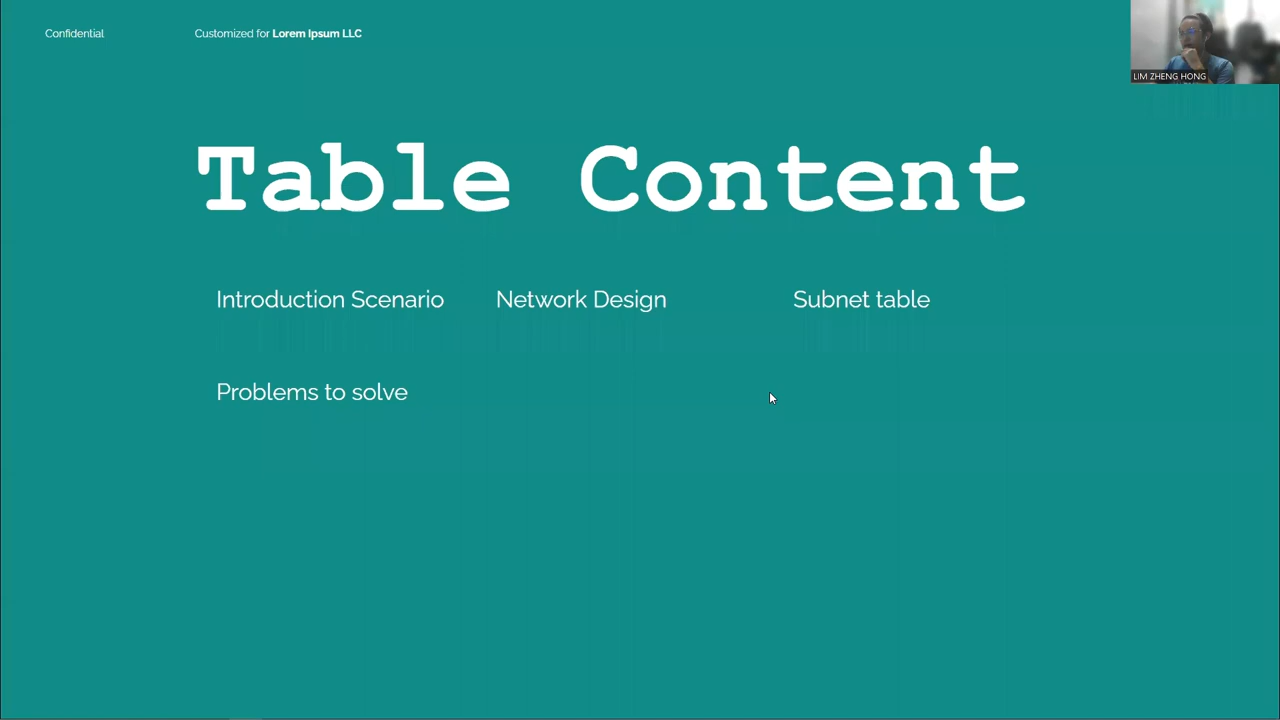 Confidential
Customized for Lorem Ipsum LLC
LIM ZHENG HONG
Table Content
Introduction Scenario
Network Design
Subnet table
Problems to solve